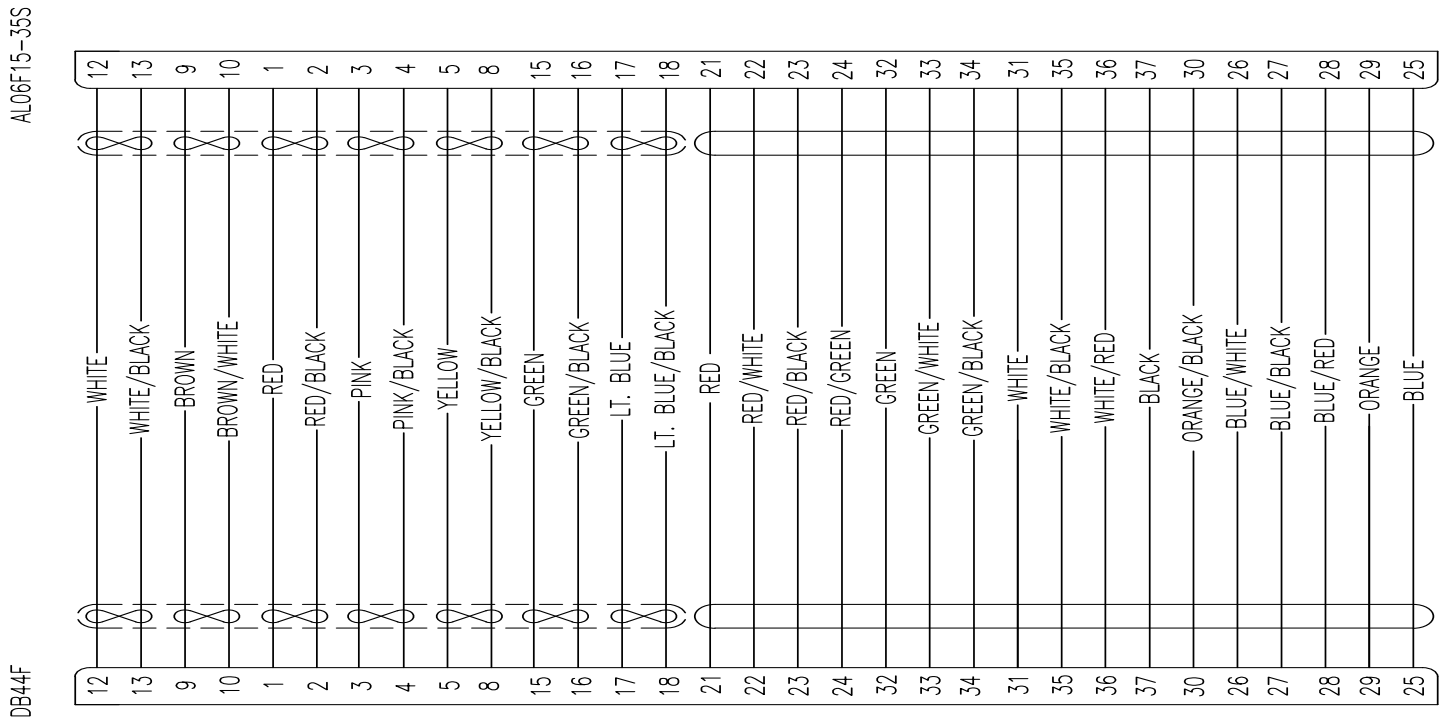 AL06F15-35S
12 13 9 10 1 2 3 4 5 8 15 16 17 18 21 22 23 24 32 33 34 31 35 36 37 30 26 27 28 29 25
WHITE
WHITE/BLACK
BROWN
BROWN/WHITE
RED
RED/BLACK
PINK
PINK/BLACK
YELLOW
YELLOW/BLACK
GREEN
GREEN/BLACK
LT. BLUE
LT. BLUE/BLACK
RED
RED/WHITE
RED/BLACK
RED/GREEN
GREEN
GREEN/WHITE
GREEN/BLACK
WHITE
WHITE/BLACK
WHITE/RED
BLACK
ORANGE/BLACK
BLUE/WHITE
BLUE/BLACK
BLUE/RED
ORANGE
BLUE
DB44F
12 13 9 10 1 2 3 4 5 8 15 16 17 18 21 22 23 24 32 33 34 31 35 36 37 30 26 27 28 29 25